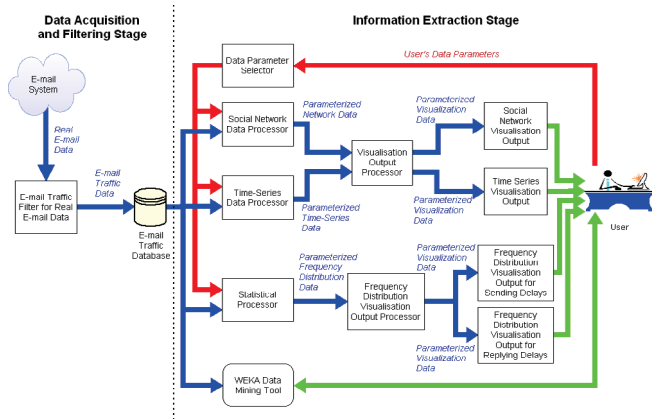 Data Acquisition
and Filtering Stage
Information Extraction Stage
E-mail
System
Real
E-mail
Data
E-mail Traffic
Filter for Real
E-mail Data
E-mail
Traffic
Data
E-mail
Traffic
Database
Data Parameter
Selector
User's Data Parameters
Social Network
Data Processor
Parameterized
Network Data
Time-Series
Data Processor
Parameterized
Time-Series Data
Visualisation
Output
Processor
Parameterized
Visualization
Data
Social
Network
Visualisation
Output
Parameterized
Visualization
Data
Time Series
Visualisation
Output
User
Statistical
Processor
Parameterized
Frequency
Distribution
Data
Frequency
Distribution
Visualisation
Output Processor
Parameterized
Visualization
Data
Frequency
Distribution
Visualisation
Output for
Sending Delays
Parameterized
Visualization
Data
Frequency
Distribution
Visualisation
Output for
Replying Delays
WEKA Data
Mining Tool